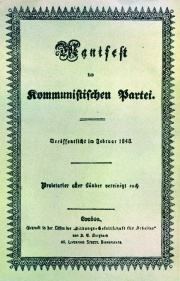 Manifest
der
Kommunistischen Partei.
Veröffentlicht im Februar 1848.
Proletarier aller Länder vereinigt euch
London.
Gedruckt in der Office der „Bildungs-Gesellschaft für Arbeiter“
von J. E. Burghard.
46, Liverpool Street, Bishopsgate.